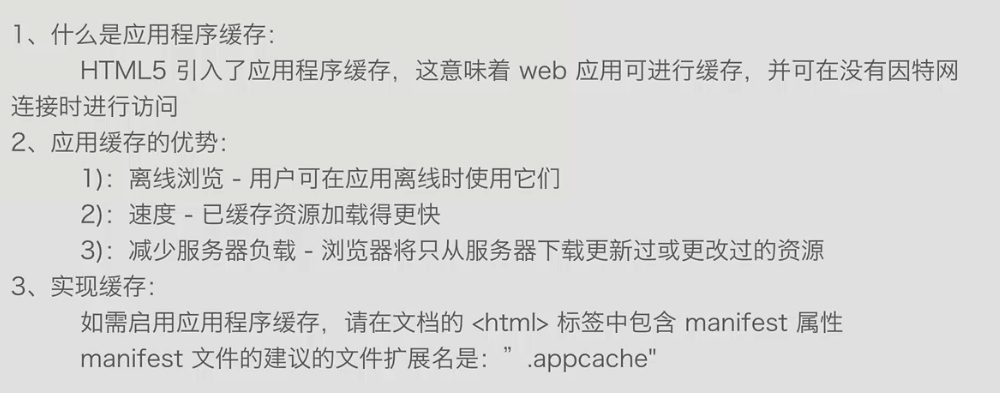 1、什么是应用程序缓存：
HTML5 引入了应用程序缓存，这意味着 web 应用可进行缓存，并可在没有因特网
连接时进行访问
2、应用缓存的优势：
1)：离线浏览 - 用户可在应用离线时使用它们
2)：速度 - 已缓存资源加载得更快
3)：减少服务器负载 - 浏览器将只从服务器下载更新过或更改过的资源
3、实现缓存：
如需启用应用程序缓存，请在文档的 <html> 标签中包含 manifest 属性
manifest 文件的建议的文件扩展名是：” .appcache"